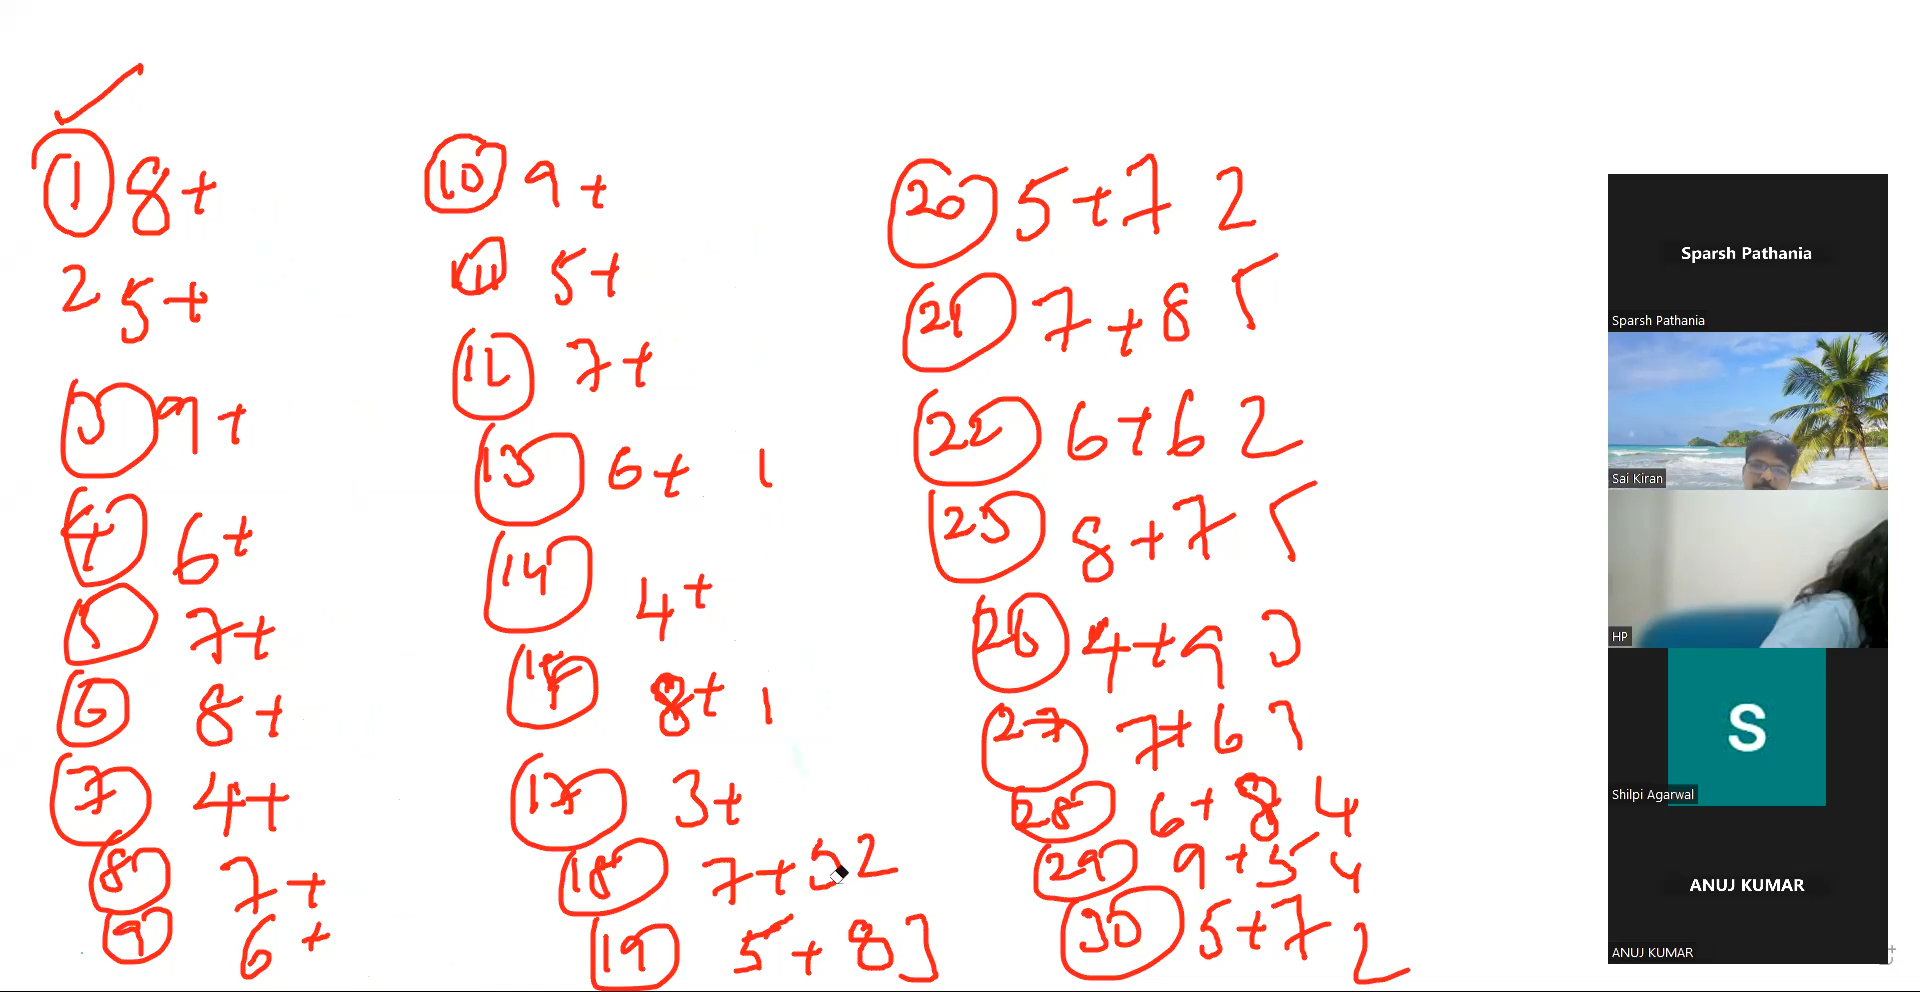 1 8+
2 5+
3 9+
4 6+
5 7+
6 8+
7 4+
8 7+
9 6+
10 9+
11 5+
12 7+
13 6+ 1
14 4+
15 8+ 1
17 3+
18 7+5 2
19 5+8 3
20 5+7 2
21 7+8 5
22 6+6 2
25 8+7 5
26 4+9 3
27 7+6 3
28 6+8 4
29 9+5 4
30 5+7 2
Sparsh Pathania
Sparsh Pathania
Sai Kiran
HP
S
Shilpi Agarwal
ANUJ KUMAR
ANUJ KUMAR